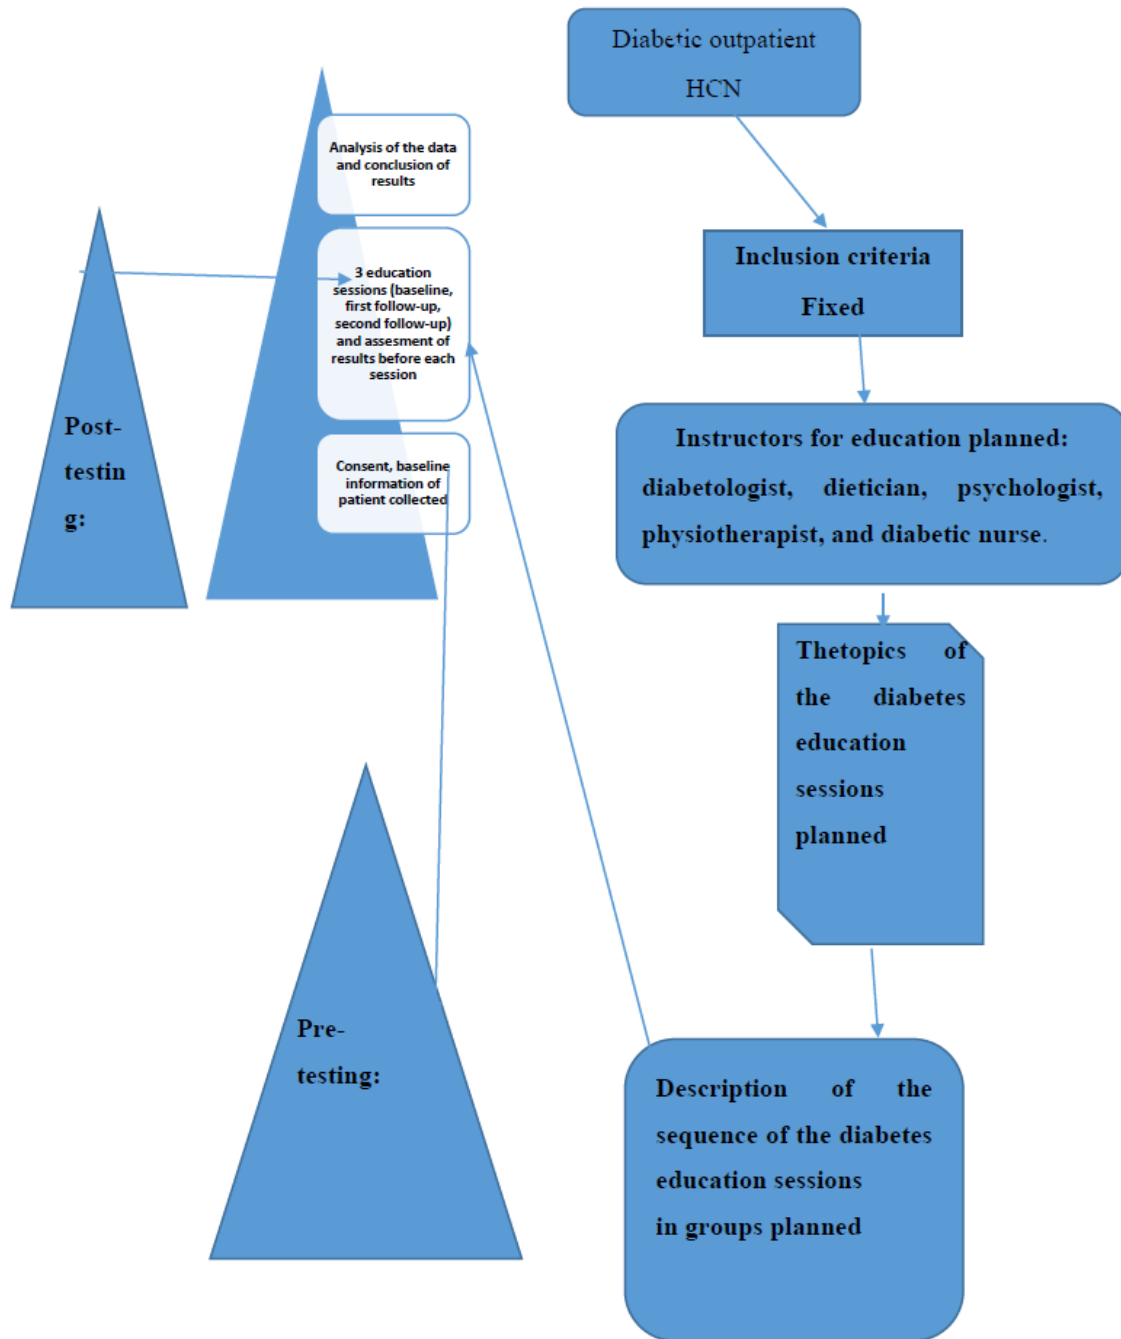 Diabetic outpatient
HCN
Analysis of the data
and conclusion of
results
Inclusion criteria
Fixed
3 education
sessions (baseline,
first follow-up,
second follow-up)
and assesment of
results before each
session
Post-
testin
g:
Instructors for education planned:
diabetologist, dietician, psychologist,
physiotherapist, and diabetic nurse.
Consent, baseline
information of
patient collected
Thetopics of
the diabetes
education
sessions
planned
Pre-
testing:
Description of the
sequence of the diabetes
education sessions
in groups planned